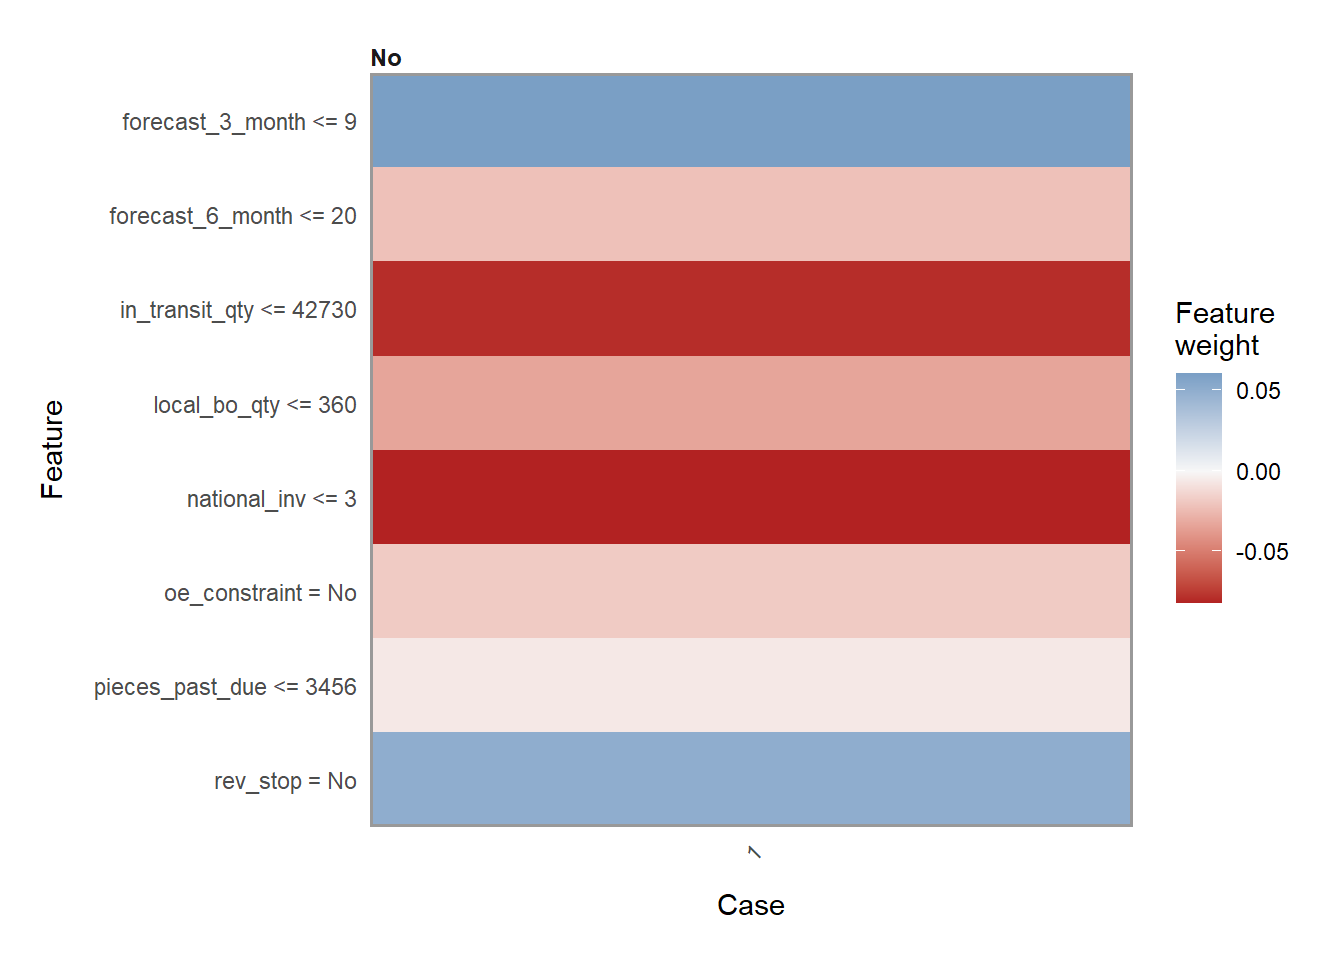 No
forecast_3_month <= 9
forecast_6_month <= 20
in_transit_qty <= 42730
local_bo_qty <= 360
national_inv <= 3
oe_constraint = No
pieces_past_due <= 3456
rev_stop = No
Feature
1
Case
Feature
weight
0.05
0.00
-0.05